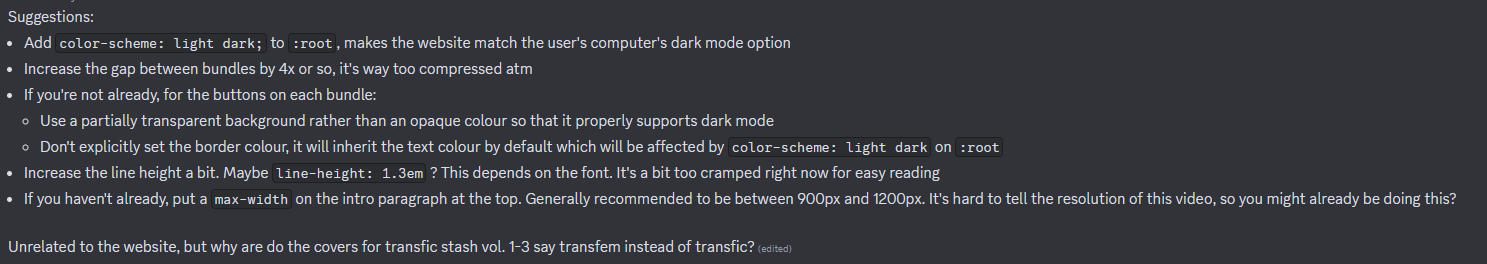 Suggestions:
• Add color-scheme: light dark; to :root, makes the website match the user's computer's dark mode option
• Increase the gap between bundles by 4x or so, it's way too compressed atm
• If you're not already, for the buttons on each bundle:
◦ Use a partially transparent background rather than an opaque colour so that it properly supports dark mode
◦ Don't explicitly set the border colour, it will inherit the text colour by default which will be affected by color-scheme: light dark on :root
• Increase the line height a bit. Maybe line-height: 1.3em ? This depends on the font. It's a bit too cramped right now for easy reading
• If you haven't already, put a max-width on the intro paragraph at the top. Generally recommended to be between 900px and 1200px. It's hard to tell the resolution of this video, so you might already be doing this?
Unrelated to the website, but why are do the covers for transfic stash vol. 1-3 say transfem instead of transfic? (edited)